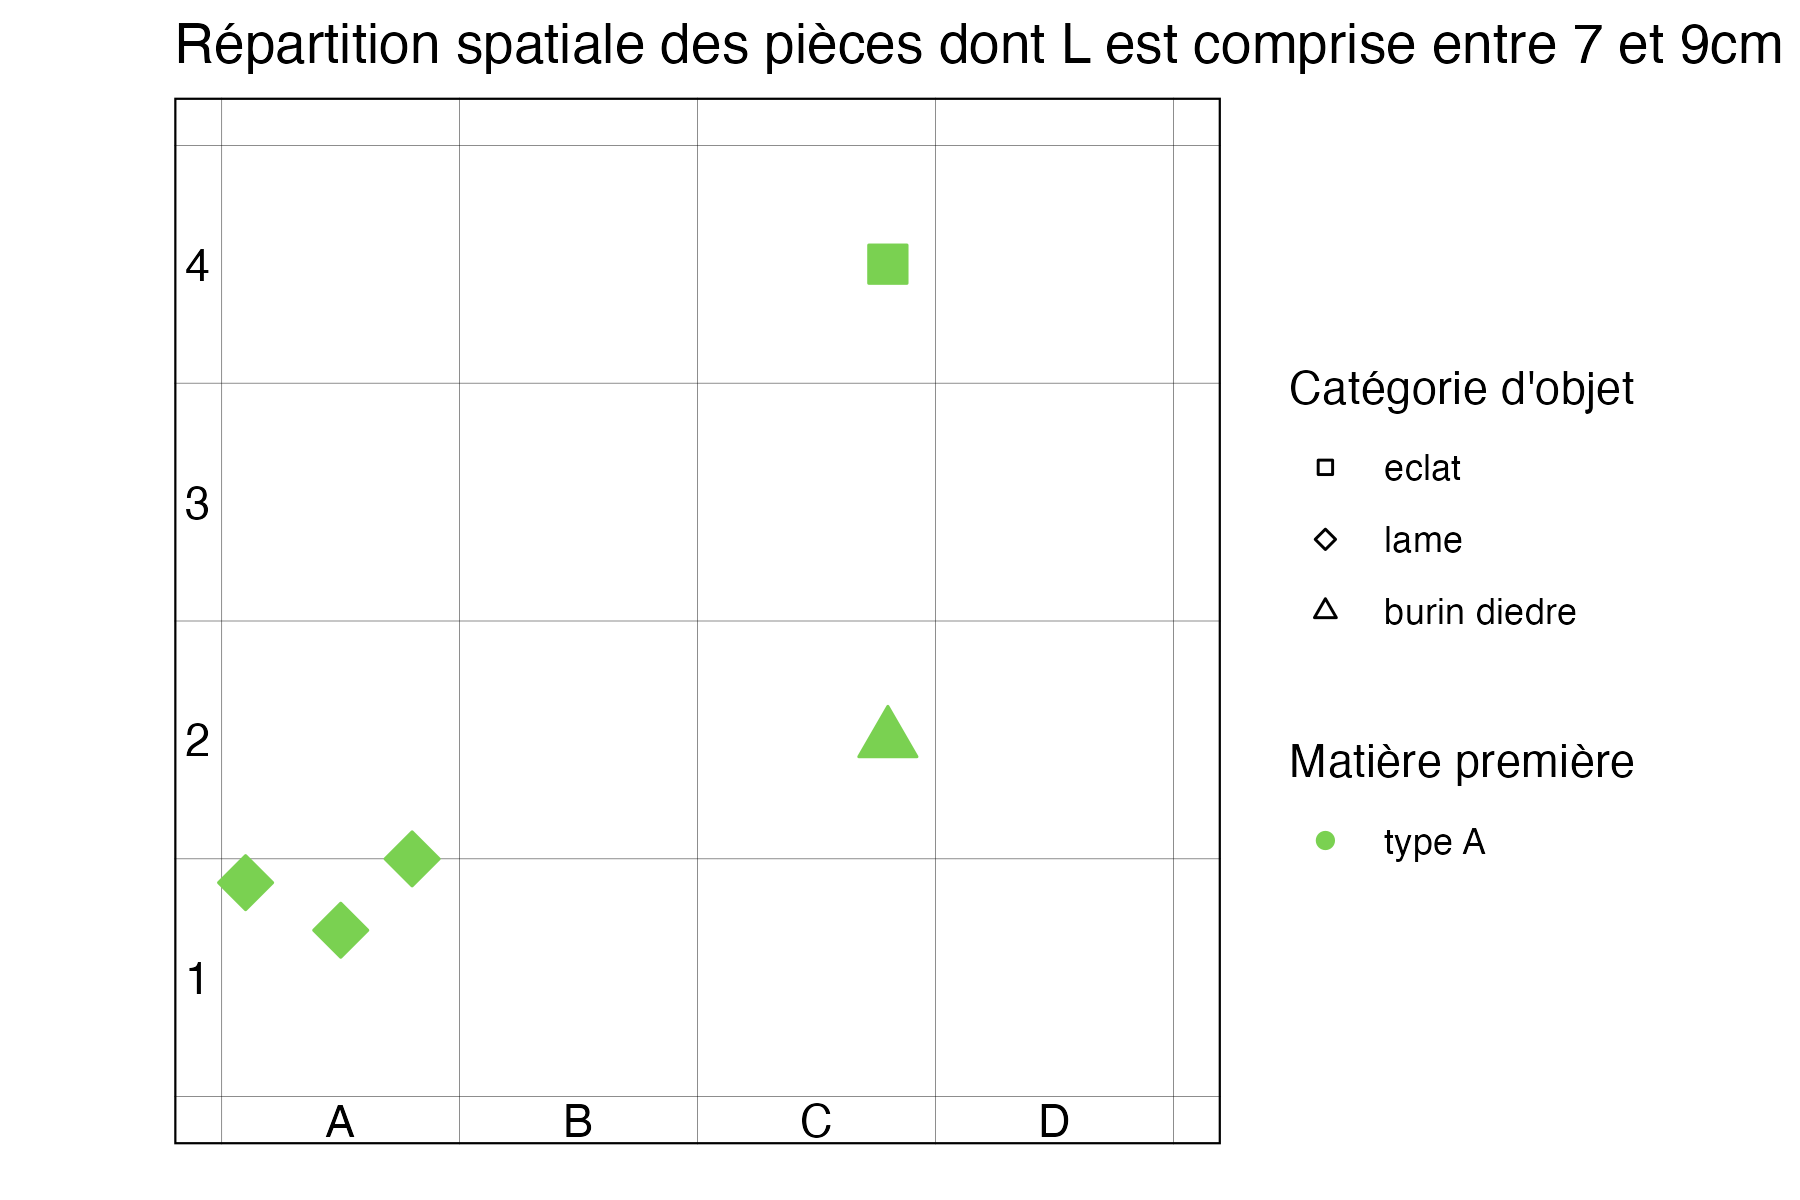 Répartition spatiale des pièces dont L est comprise entre 7 et 9cm
4
3
2
1
A
B
C
D
Catégorie d'objet
eclat
lame
burin diedre
Matière première
type A